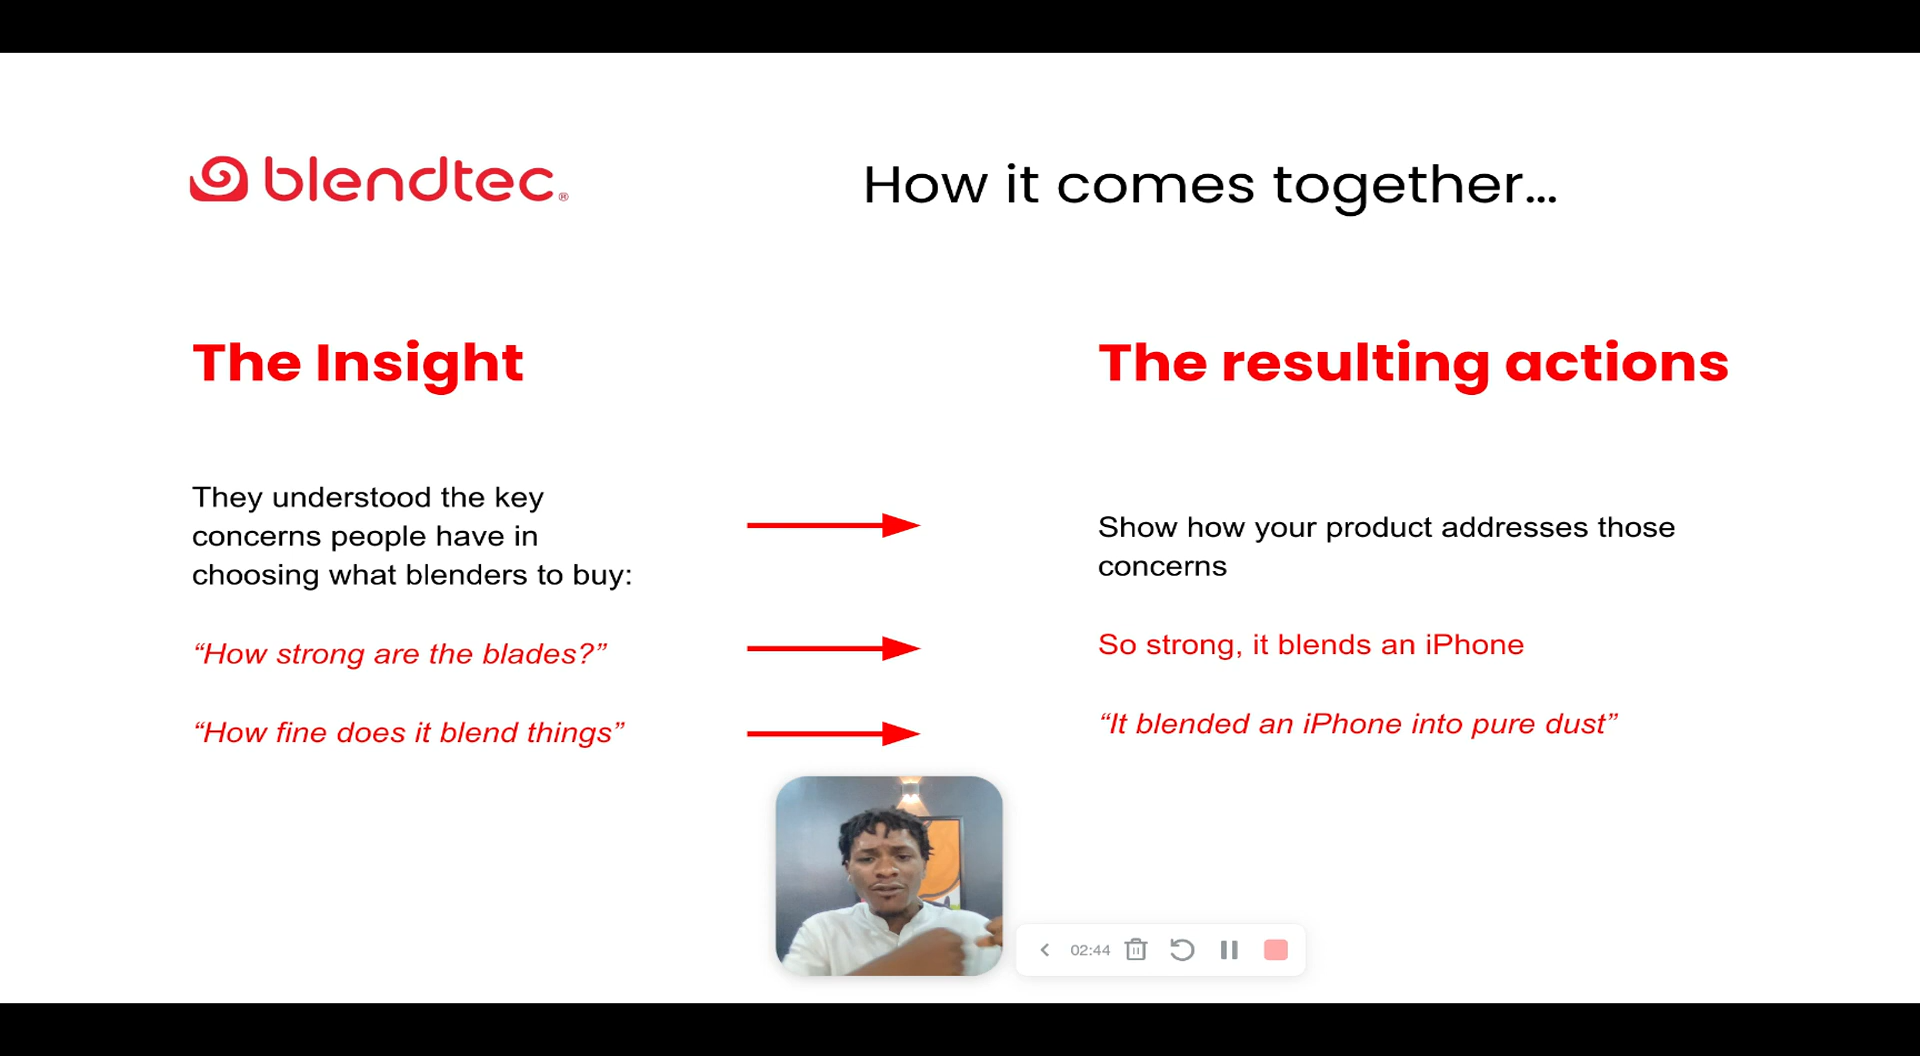 blendtec®
How it comes together...
The Insight
The resulting actions
They understood the key
concerns people have in
choosing what blenders to buy:
“How strong are the blades?”
“How fine does it blend things”
Show how your product addresses those
concerns
So strong, it blends an iPhone
“It blended an iPhone into pure dust”
02:44